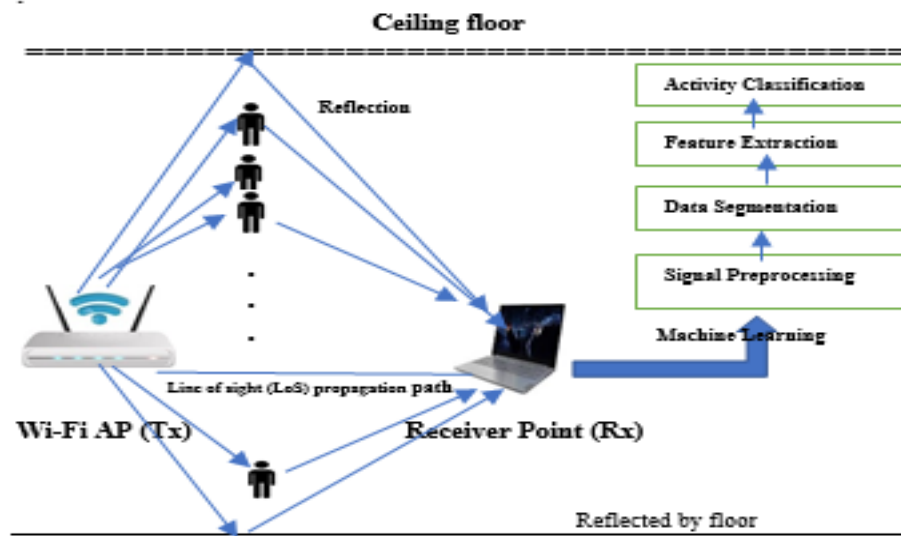 Ceiling floor
Reflection
Activity Classification
Feature Extraction
Data Segmentation
Signal Preprocessing
Machine Learning
Line of sight (LoS) propagation path
Wi-Fi AP (Tx)
Receiver Point (Rx)
Reflected by floor